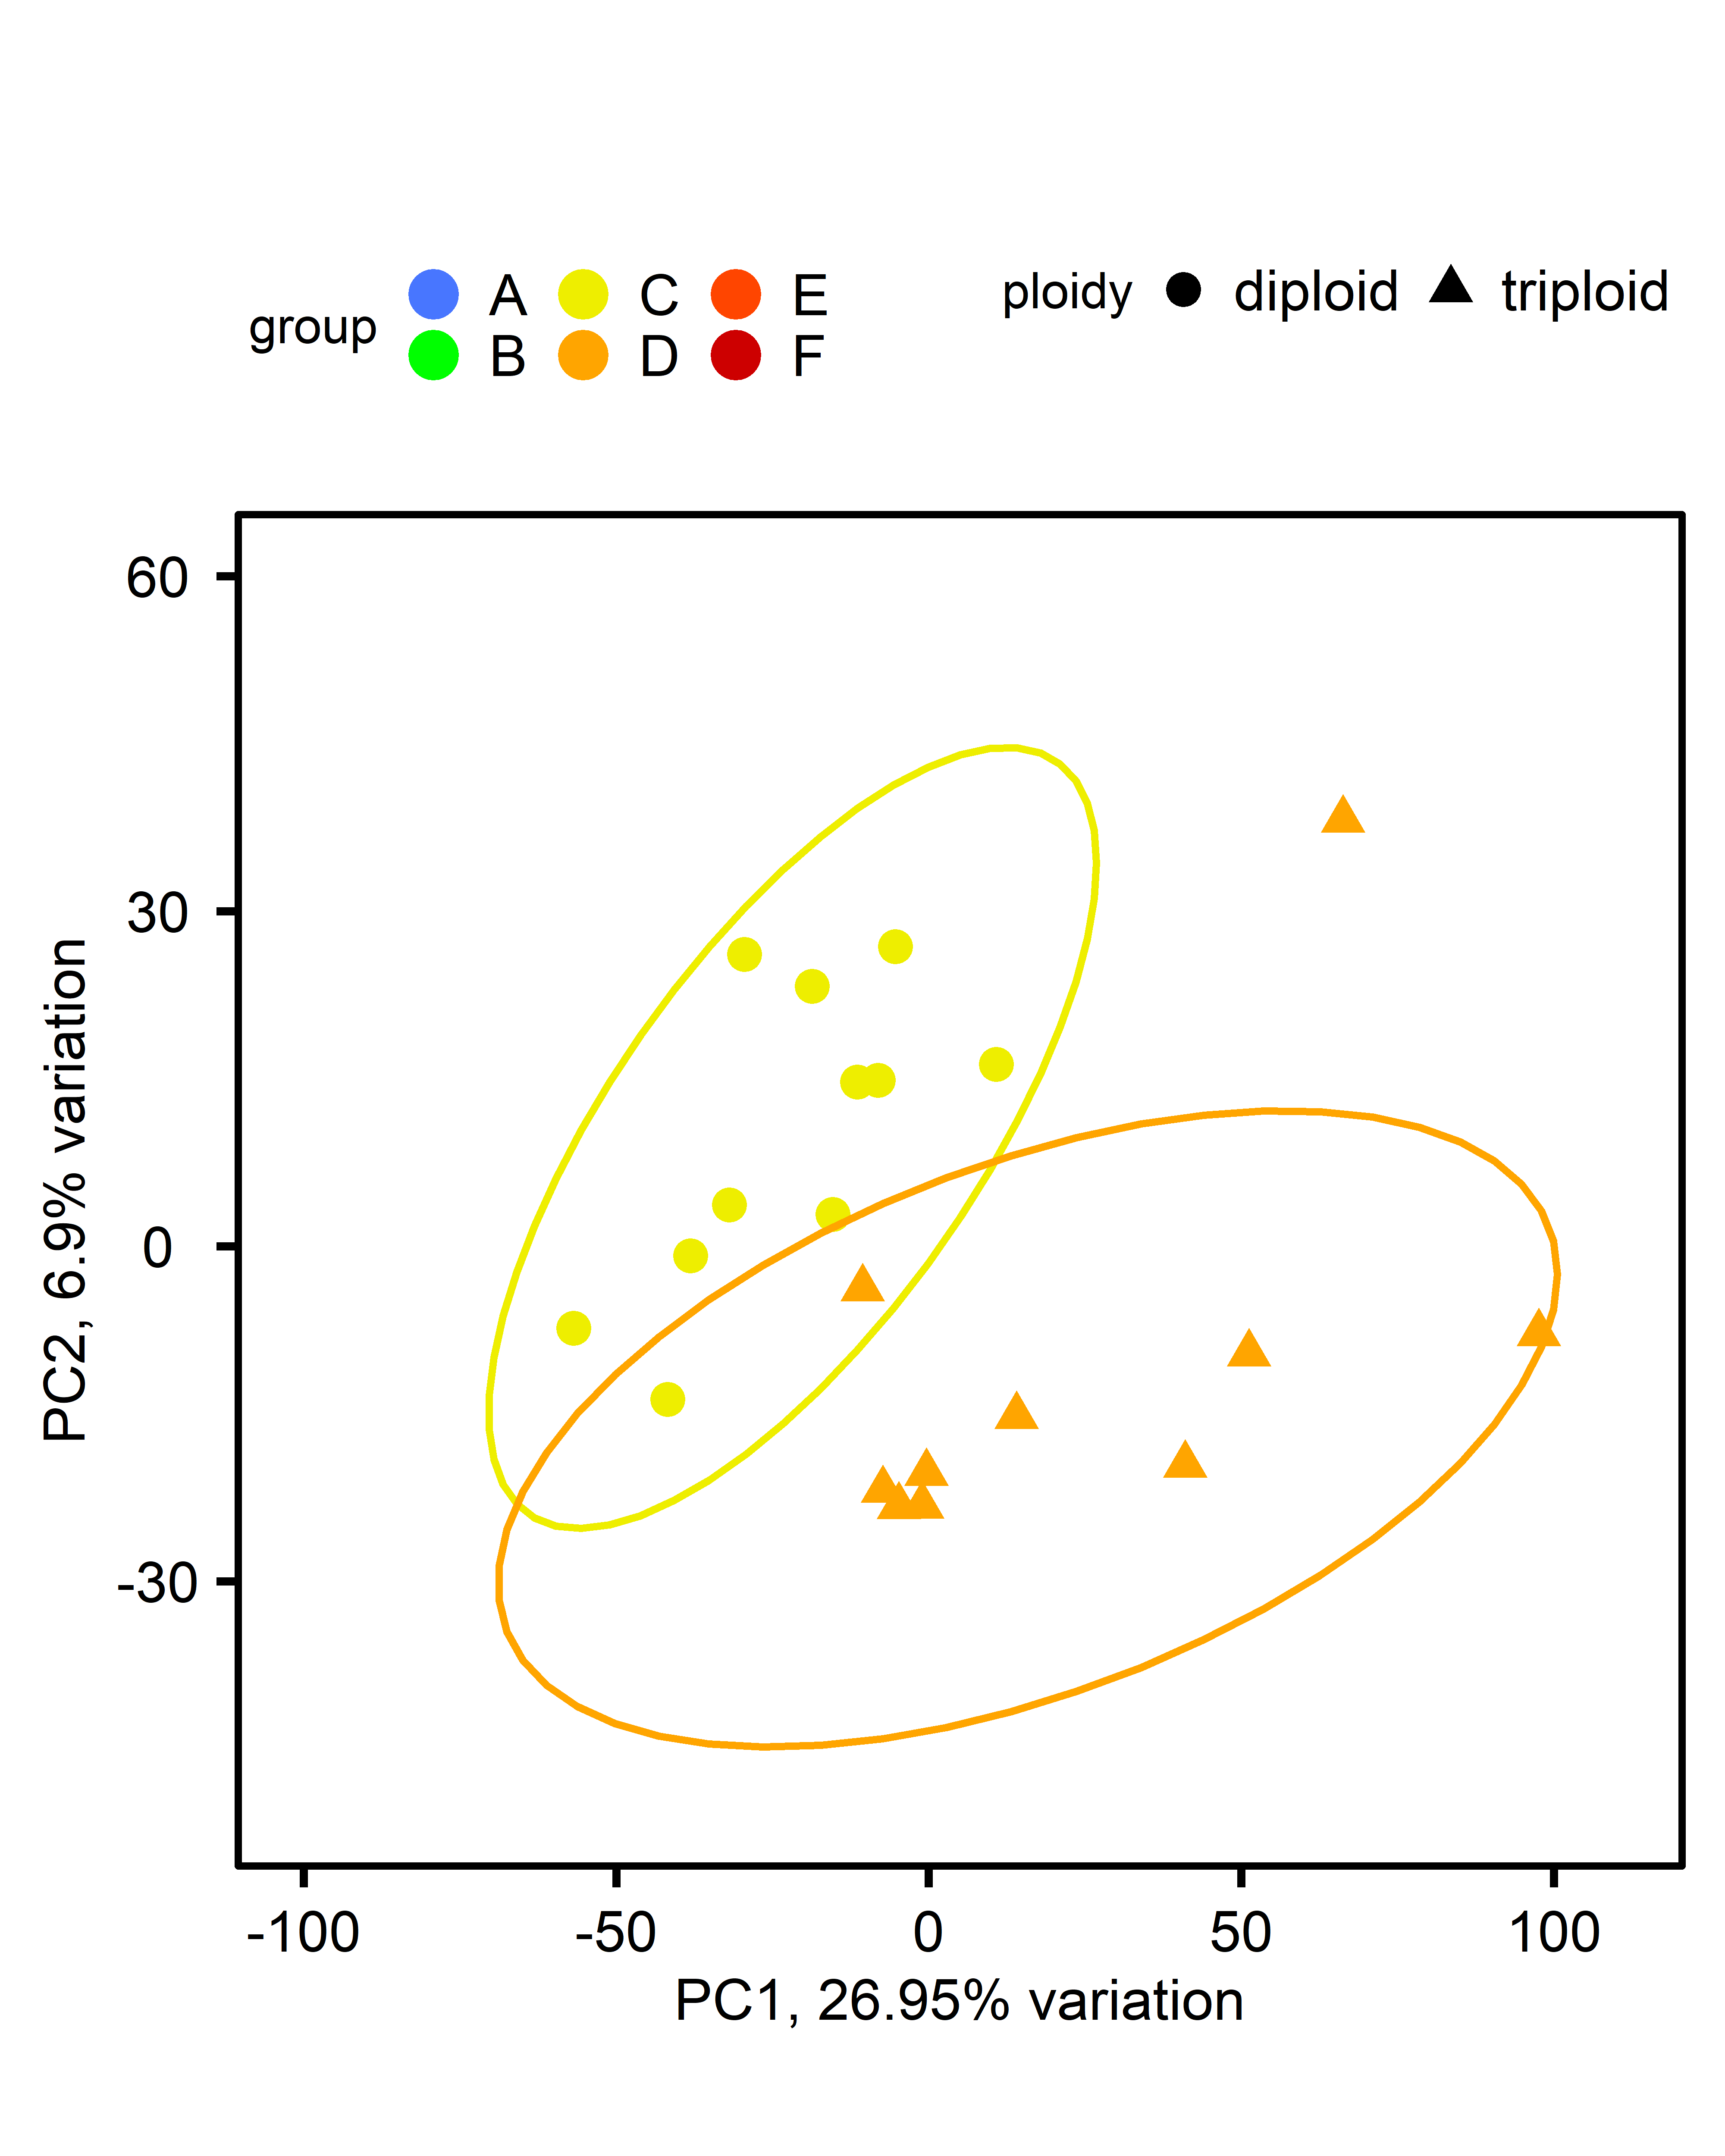 group
A C E
B D F
ploidy diploid triploid
60
30
0
-30
PC2, 6.9% variation
-100 -50 0 50 100
PC1, 26.95% variation